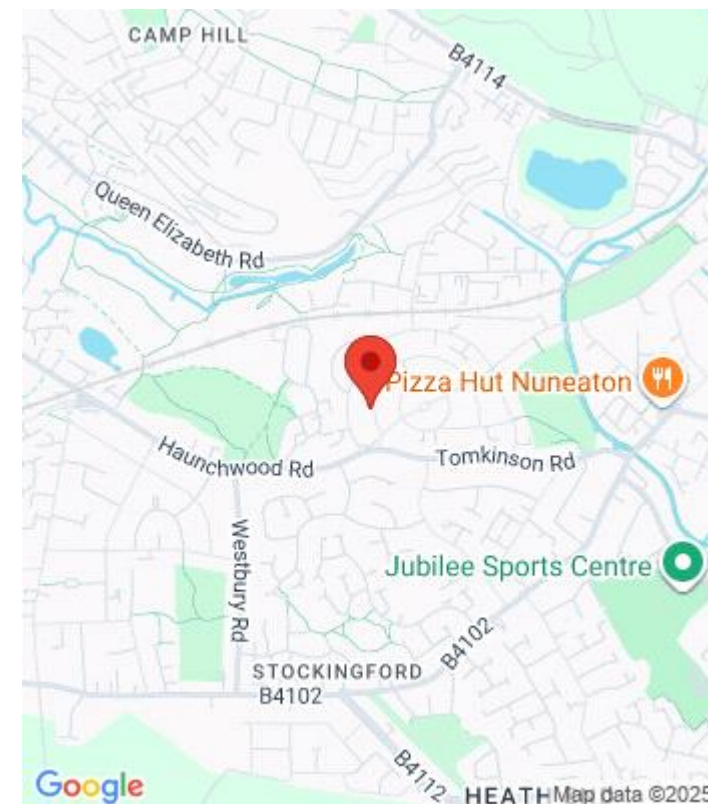 CAMP HILL
B4114
Queen Elizabeth Rd
Pizza Hut Nuneaton
Haunchwood Rd
Tomkinson Rd
Westbury Rd
Jubilee Sports Centre
STOCKINGFORD
B4102
B4102
B4112
Google
HEATH
Map data ©2025